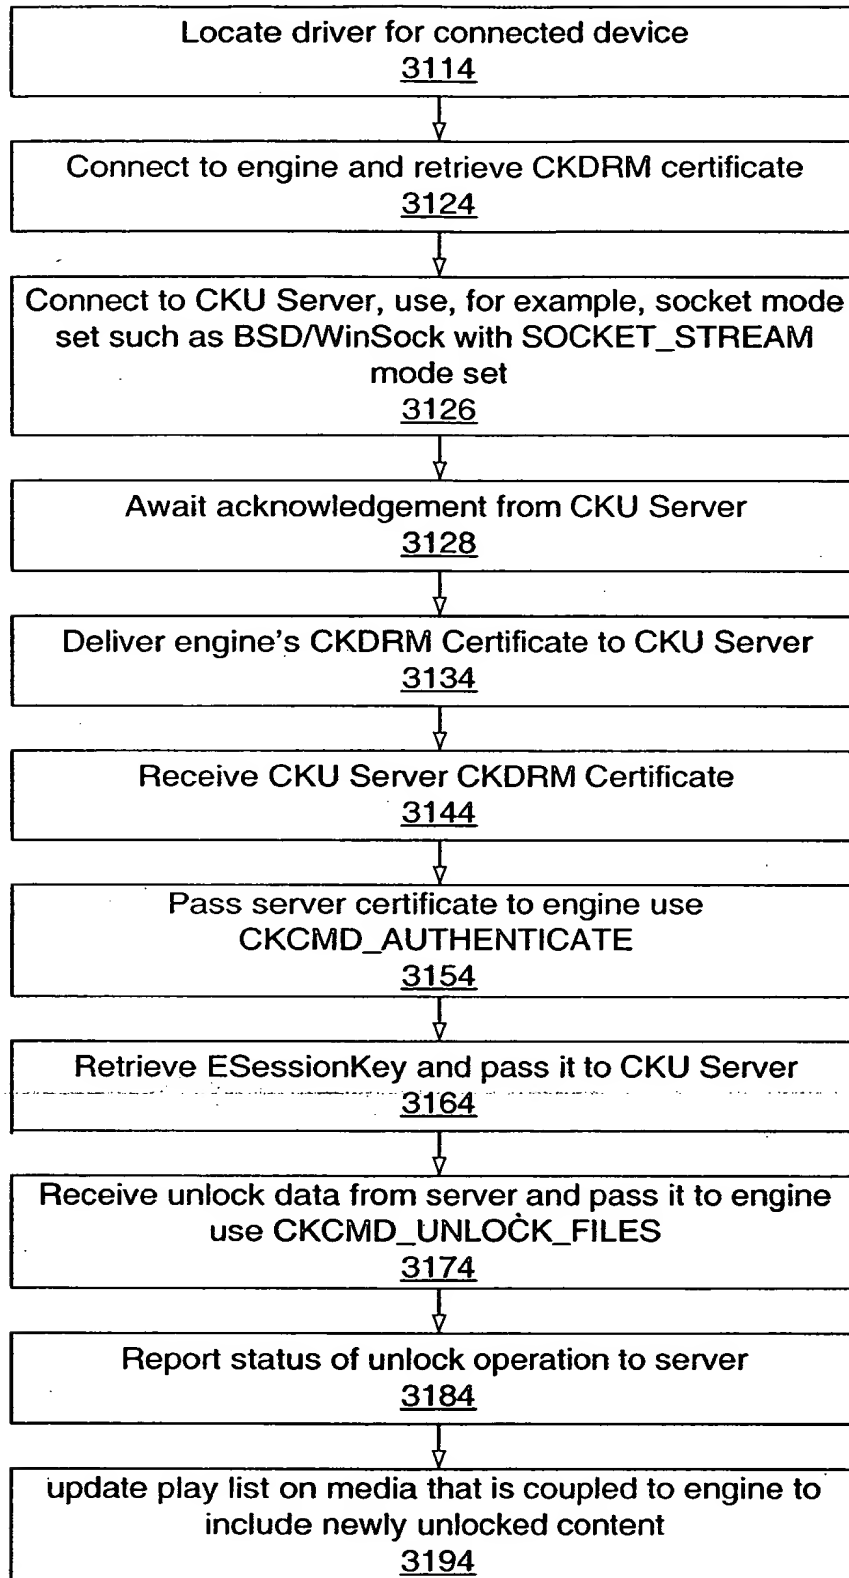 Locate driver for connected device
3114
Connect to engine and retrieve CKDRM certificate
3124
Connect to CKU Server, use, for example, socket mode
set such as BSD/WinSock with SOCKET_STREAM
mode set
3126
Await acknowledgement from CKU Server
3128
Deliver engine's CKDRM Certificate to CKU Server
3134
Receive CKU Server CKDRM Certificate
3144
Pass server certificate to engine use
CKCMD_AUTHENTICATE
3154
Retrieve ESessionKey and pass it to CKU Server
3164
Receive unlock data from server and pass it to engine
use CKCMD_UNLOCK_FILES
3174
Report status of unlock operation to server
3184
update play list on media that is coupled to engine to
include newly unlocked content
3194